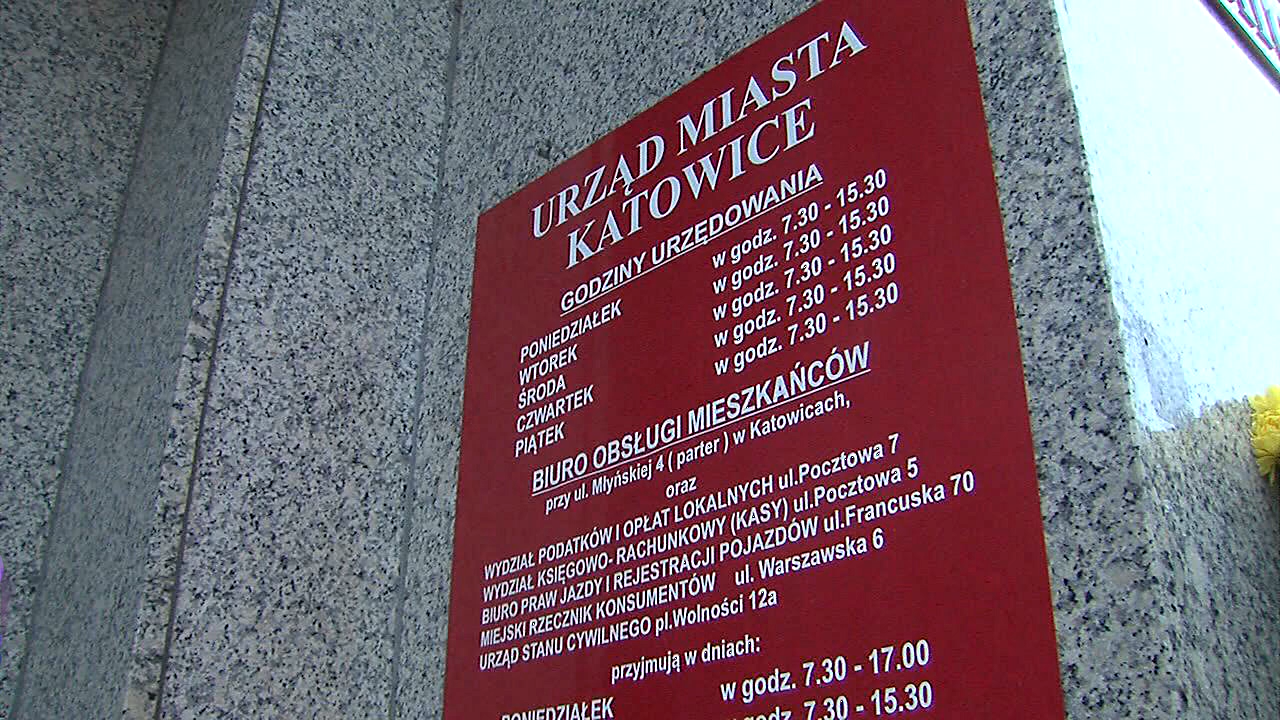 URZĄD MIASTA
KATOWICE
GODZINY URZĘDOWANIA
PONIEDZIAŁEK w godz. 7.30 - 15.30
WTOREK w godz. 7.30 - 15.30
ŚRODA w godz. 7.30 - 15.30
CZWARTEK w godz. 7.30 - 15.30
PIĄTEK w godz. 7.30 - 15.30
BIURO OBSŁUGI MIESZKAŃCÓW
przy ul. Młyńskiej 4 ( parter ) w Katowicach,
oraz
WYDZIAŁ PODATKÓW I OPŁAT LOKALNYCH ul.Pocztowa 7
WYDZIAŁ KSIĘGOWO- RACHUNKOWY (KASY) ul.Pocztowa 5
BIURO PRAW JAZDY I REJESTRACJI POJAZDÓW ul.Francuska 70
MIEJSKI RZECZNIK KONSUMENTÓW ul. Warszawska 6
URZĄD STANU CYWILNEGO pl.Wolności 12a
przyjmują w dniach:
PONIEDZIAŁEK w godz. 7.30 - 17.00
w godz. 7.30 - 15.30